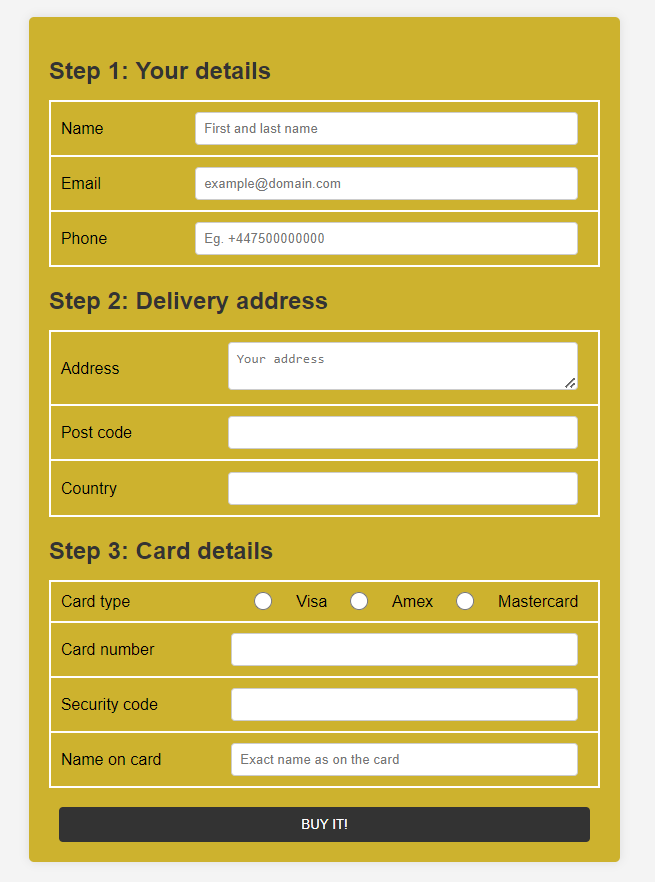 Step 1: Your details
Name First and last name
Email example@domain.com
Phone Eg. +447500000000
Step 2: Delivery address
Address Your address
Post code
Country
Step 3: Card details
Card type Visa Amex Mastercard
Card number
Security code
Name on card Exact name as on the card
BUY IT!